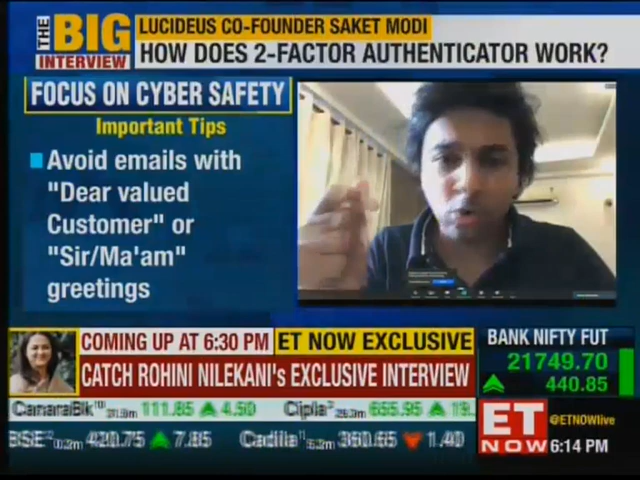 THE BIG INTERVIEW
LUCIDEUS CO-FOUNDER SAKET MODI
HOW DOES 2-FACTOR AUTHENTICATOR WORK?
FOCUS ON CYBER SAFETY
Important Tips
Avoid emails with
"Dear valued
Customer" or
"Sir/Ma'am"
greetings
COMING UP AT 6:30 PM
ET NOW EXCLUSIVE
CATCH ROHINI NILEKANI's EXCLUSIVE INTERVIEW
BANK NIFTY FUT
21749.70
440.85
CanaraBk 111.85 4.50 Cipla 655.95 19.
BSE 420.75 7.85 Cadila 360.65 1.40
ET NOW
@ETNOWlive
6:14 PM